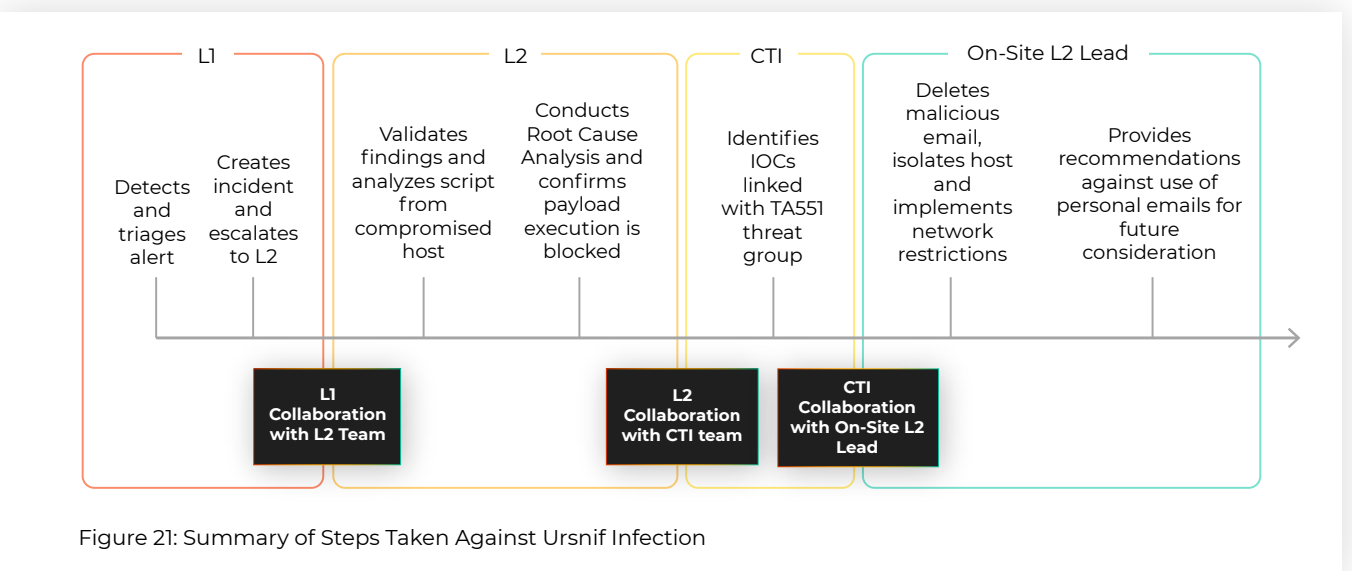 L1
Detects
and
triages
alert
Creates
incident
and
escalates
to L2
L1
Collaboration
with L2 Team
L2
Validates
findings and
analyzes script
from
compromised
host
Conducts
Root Cause
Analysis and
confirms
payload
execution is
blocked
L2
Collaboration
with CTI team
CTI
Identifies
IOCs
linked
with TA551
threat
group
CTI
Collaboration
with On-Site L2
Lead
On-Site L2 Lead
Deletes
malicious
email,
isolates host
and
implements
network
restrictions
Provides
recommendations
against use of
personal emails for
future
consideration
Figure 21: Summary of Steps Taken Against Ursnif Infection